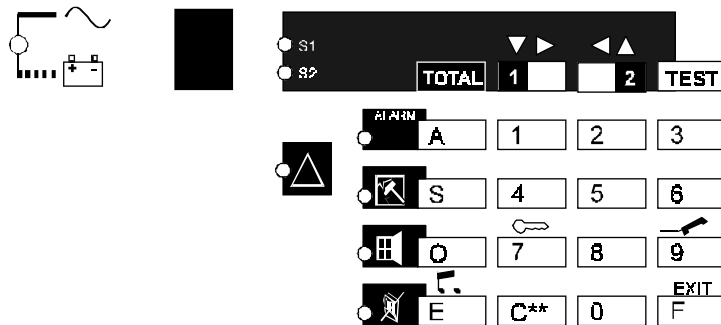 S1
S2
TOTAL 1 2 TEST
ALARM
A 1 2 3
S 4 5 6
O 7 8 9
EXIT
E C** 0 F